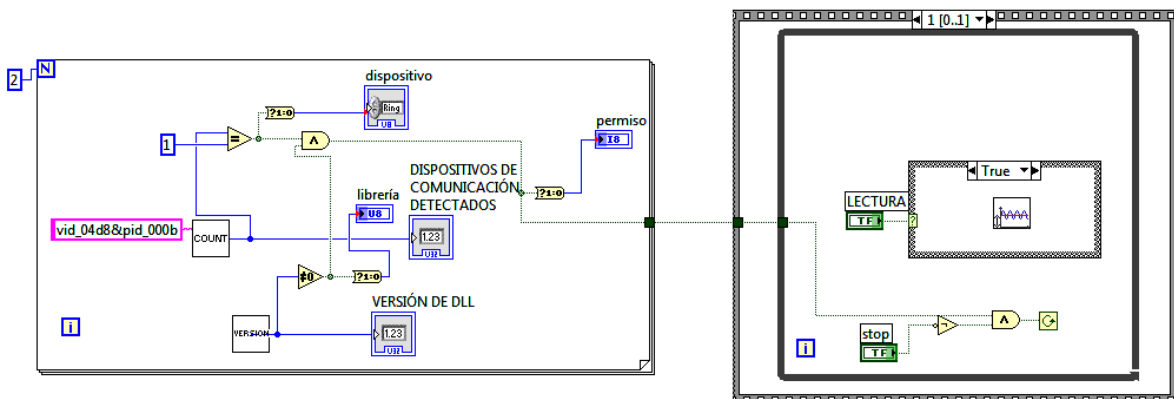 1 [0..1]
N
2
dispositivo
?1:0
Ring
U8
permiso
I8
1
=
Λ
True
DISPOSITIVOS DE
COMUNICACIÓN
DETECTADOS
librería
U8
?1:0
LECTURA
TF
?
vid_04d8&pid_000b
COUNT
1.23
U32
≠0
?1:0
VERSIÓN DE DLL
i
VERSION
1.23
U32
stop
TF
¬
Λ
i